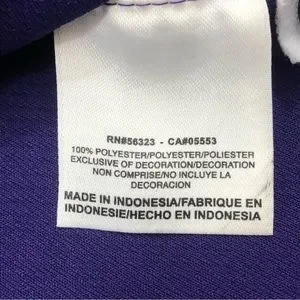 RN#56323 - CA#05553
100% POLYESTER/POLYESTER/POLIESTER
EXCLUSIVE OF DECORATION/DECORATION
NON COMPRISE/NO INCLUYE LA
DECORACION
MADE IN INDONESIA/FABRIQUE EN
INDONESIE/HECHO EN INDONESIA